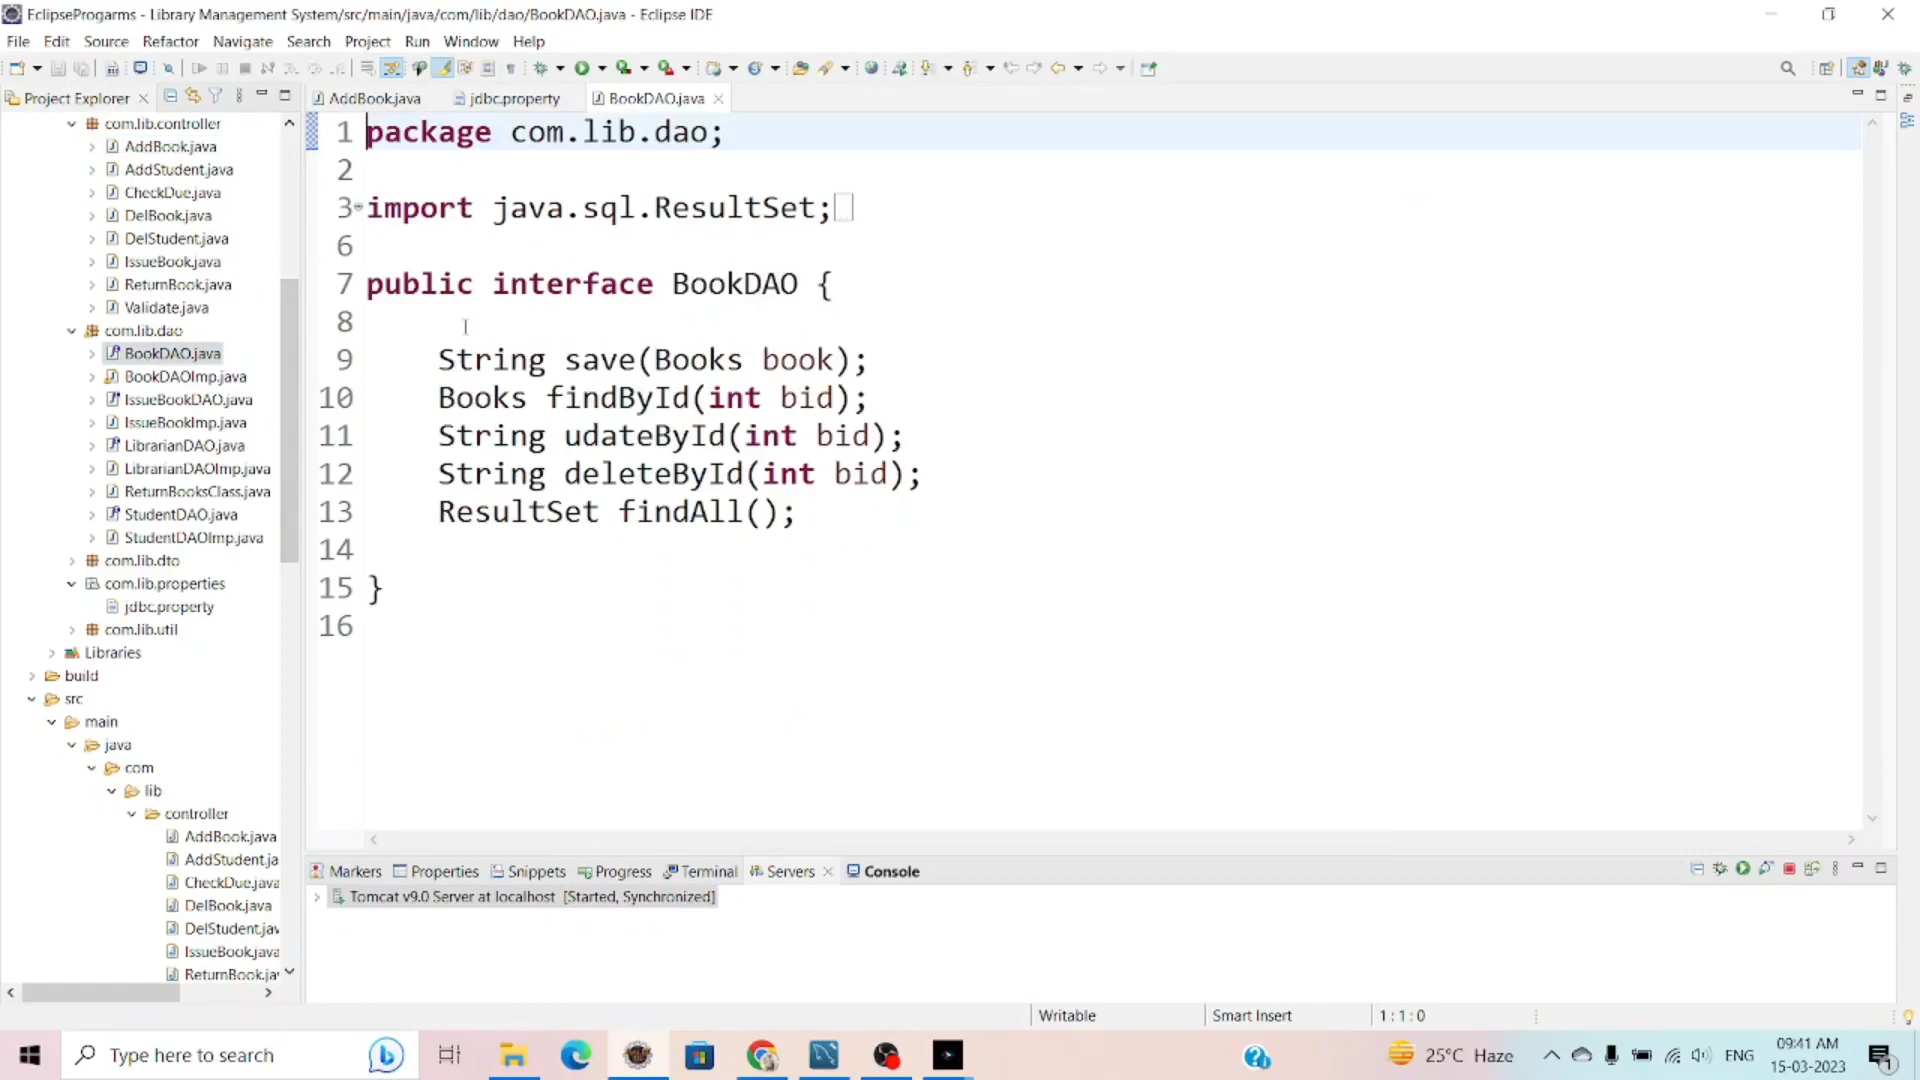 EclipseProgarms - Library Management System/src/main/java/com/lib/dao/BookDAO.java - Eclipse IDE
File Edit Source Refactor Navigate Search Project Run Window Help
Project Explorer
AddBook.java jdbc.property BookDAO.java
com.lib.controller
AddBook.java
AddStudent.java
CheckDue.java
DelBook.java
DelStudent.java
IssueBook.java
ReturnBook.java
Validate.java
com.lib.dao
BookDAO.java
BookDAOImp.java
IssueBookDAO.java
IssueBookImp.java
LibrarianDAO.java
LibrarianDAOImp.java
ReturnBooksClass.java
StudentDAO.java
StudentDAOImp.java
com.lib.dto
com.lib.properties
jdbc.property
com.lib.util
Libraries
build
src
main
java
com
lib
controller
AddBook.java
AddStudent.ja
CheckDue.java
DelBook.java
DelStudent.jav
IssueBook.java
ReturnBook.ja
1 package com.lib.dao;
2
3 import java.sql.ResultSet;
6
7 public interface BookDAO {
8
9 String save(Books book);
10 Books findById(int bid);
11 String udateById(int bid);
12 String deleteById(int bid);
13 ResultSet findAll();
14
15 }
16
Markers Properties Snippets Progress Terminal Servers Console
Tomcat v9.0 Server at localhost [Started, Synchronized]
Writable Smart Insert 1 : 1 : 0
Type here to search
25°C Haze
ENG
09:41 AM
15-03-2023
1